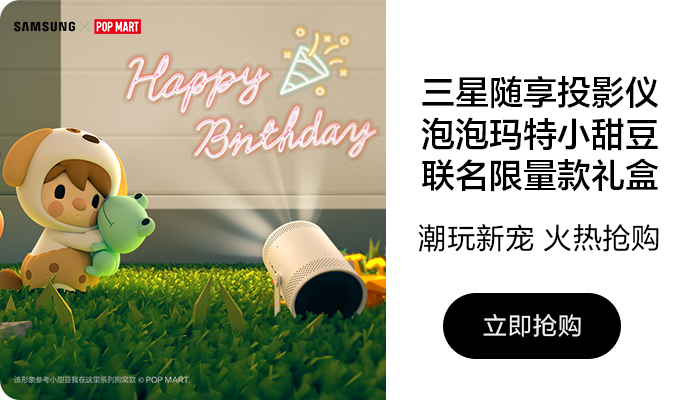 SAMSUNG × POP MART
Happy
Birthday
三星随享投影仪
泡泡玛特小甜豆
联名限量款礼盒
潮玩新宠 火热抢购
立即抢购
该形象参考小甜豆我在这里系列狗窝款 © POP MART.